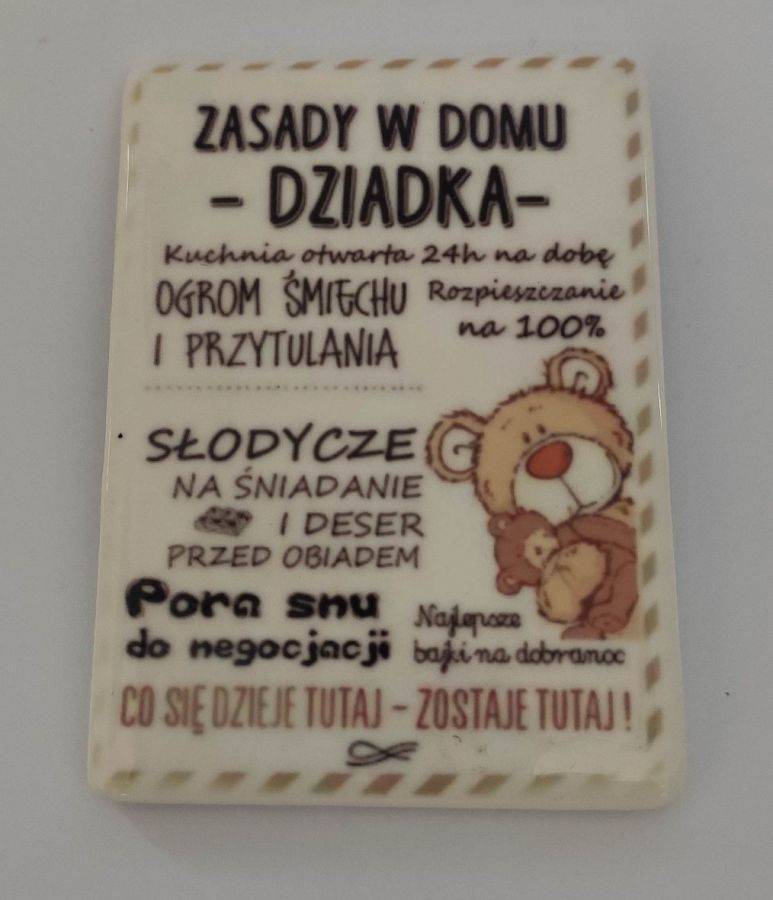 ZASADY W DOMU
- DZIADKA-
Kuchnia otwarta 24h na dobę
OGROM ŚMIECHU
I PRZYTULANIA
Rozpieszczanie
na 100%
SŁODYCZE
NA ŚNIADANIE
I DESER
PRZED OBIADEM
Pora snu
do negocjacji
Najlepsze
bajki na dobranoc
CO SIĘ DZIEJE TUTAJ - ZOSTAJE TUTAJ!